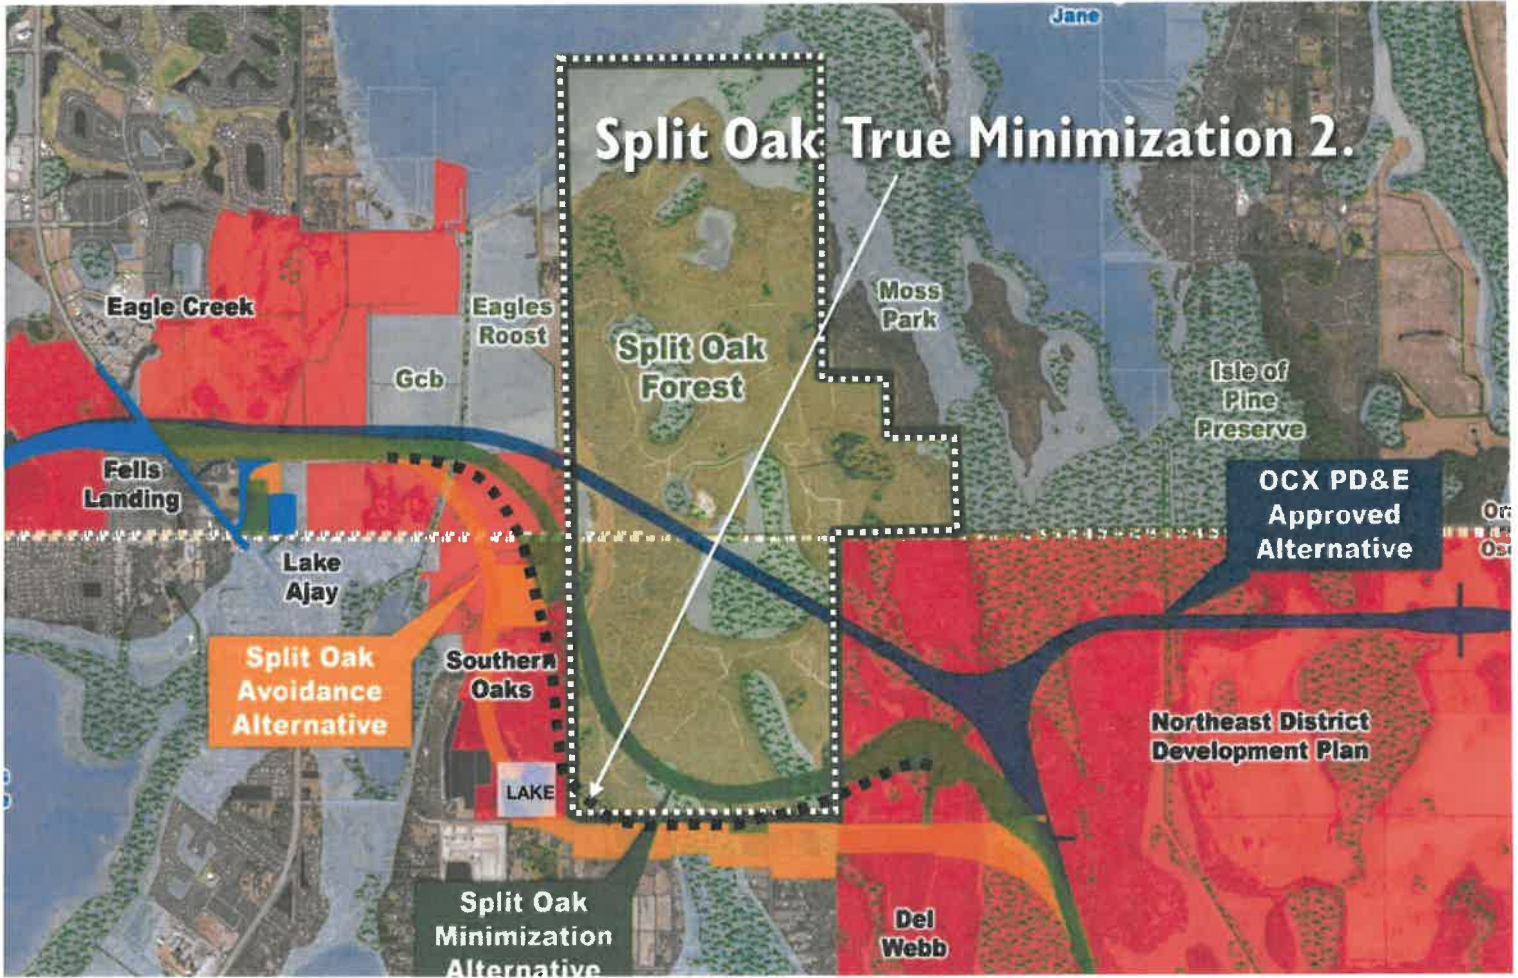 Jane
Split Oak True Minimization 2.
Eagle Creek
Eagles
Roost
Moss
Park
Split Oak
Forest
Gcb
Isle of
Pine
Preserve
Fells
Landing
OCX PD&E
Approved
Alternative
Lake
Ajay
Split Oak
Avoidance
Alternative
Southern
Oaks
Northeast District
Development Plan
LAKE
Split Oak
Minimization
Alternative
Del
Webb